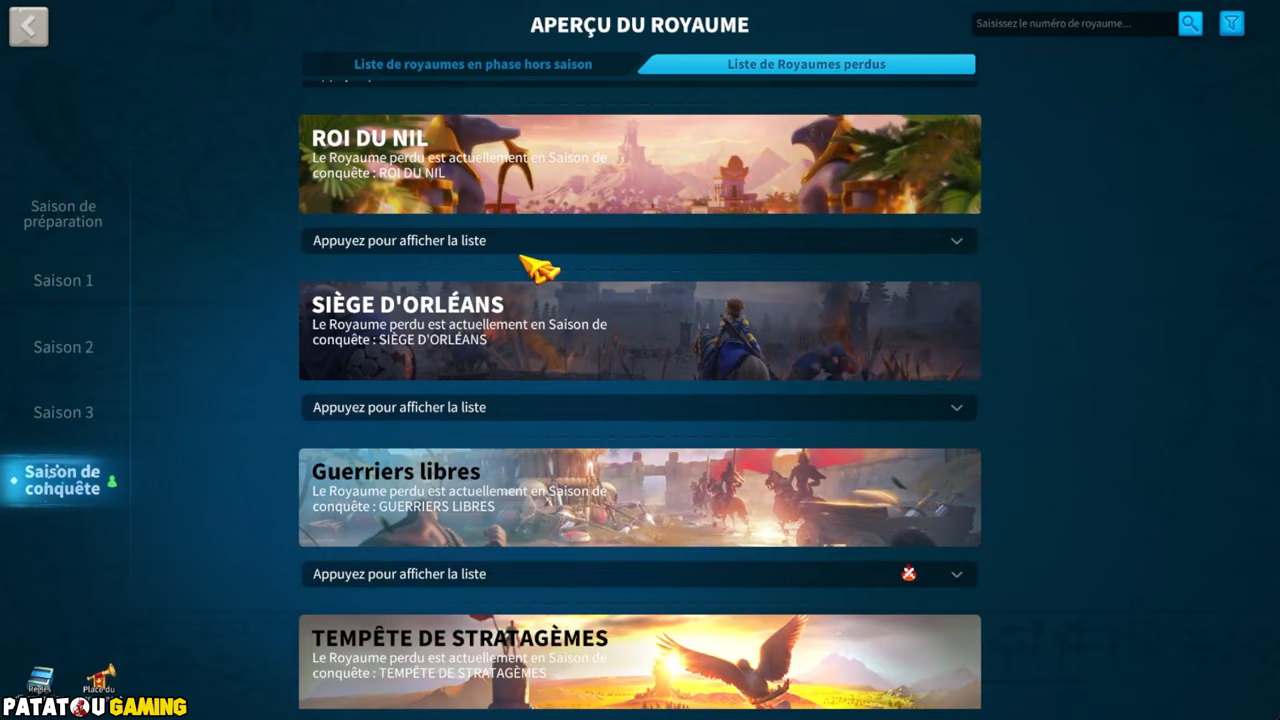 APERÇU DU ROYAUME
Saisissez le numéro de royaume...
Liste de royaumes en phase hors saison
Liste de Royaumes perdus
ROI DU NIL
Le Royaume perdu est actuellement en Saison de
conquête : ROI DU NIL
Appuyez pour afficher la liste
SIÈGE D'ORLÉANS
Le Royaume perdu est actuellement en Saison de
conquête : SIÈGE D'ORLÉANS
Appuyez pour afficher la liste
Guerriers libres
Le Royaume perdu est actuellement en Saison de
conquête : GUERRIERS LIBRES
Appuyez pour afficher la liste
TEMPÊTE DE STRATAGÈMES
Le Royaume perdu est actuellement en Saison de
conquête : TEMPÊTE DE STRATAGÈMES
Saison de
préparation
Saison 1
Saison 2
Saison 3
Saison de
conquête
Règles
Place du
PATATOU GAMING